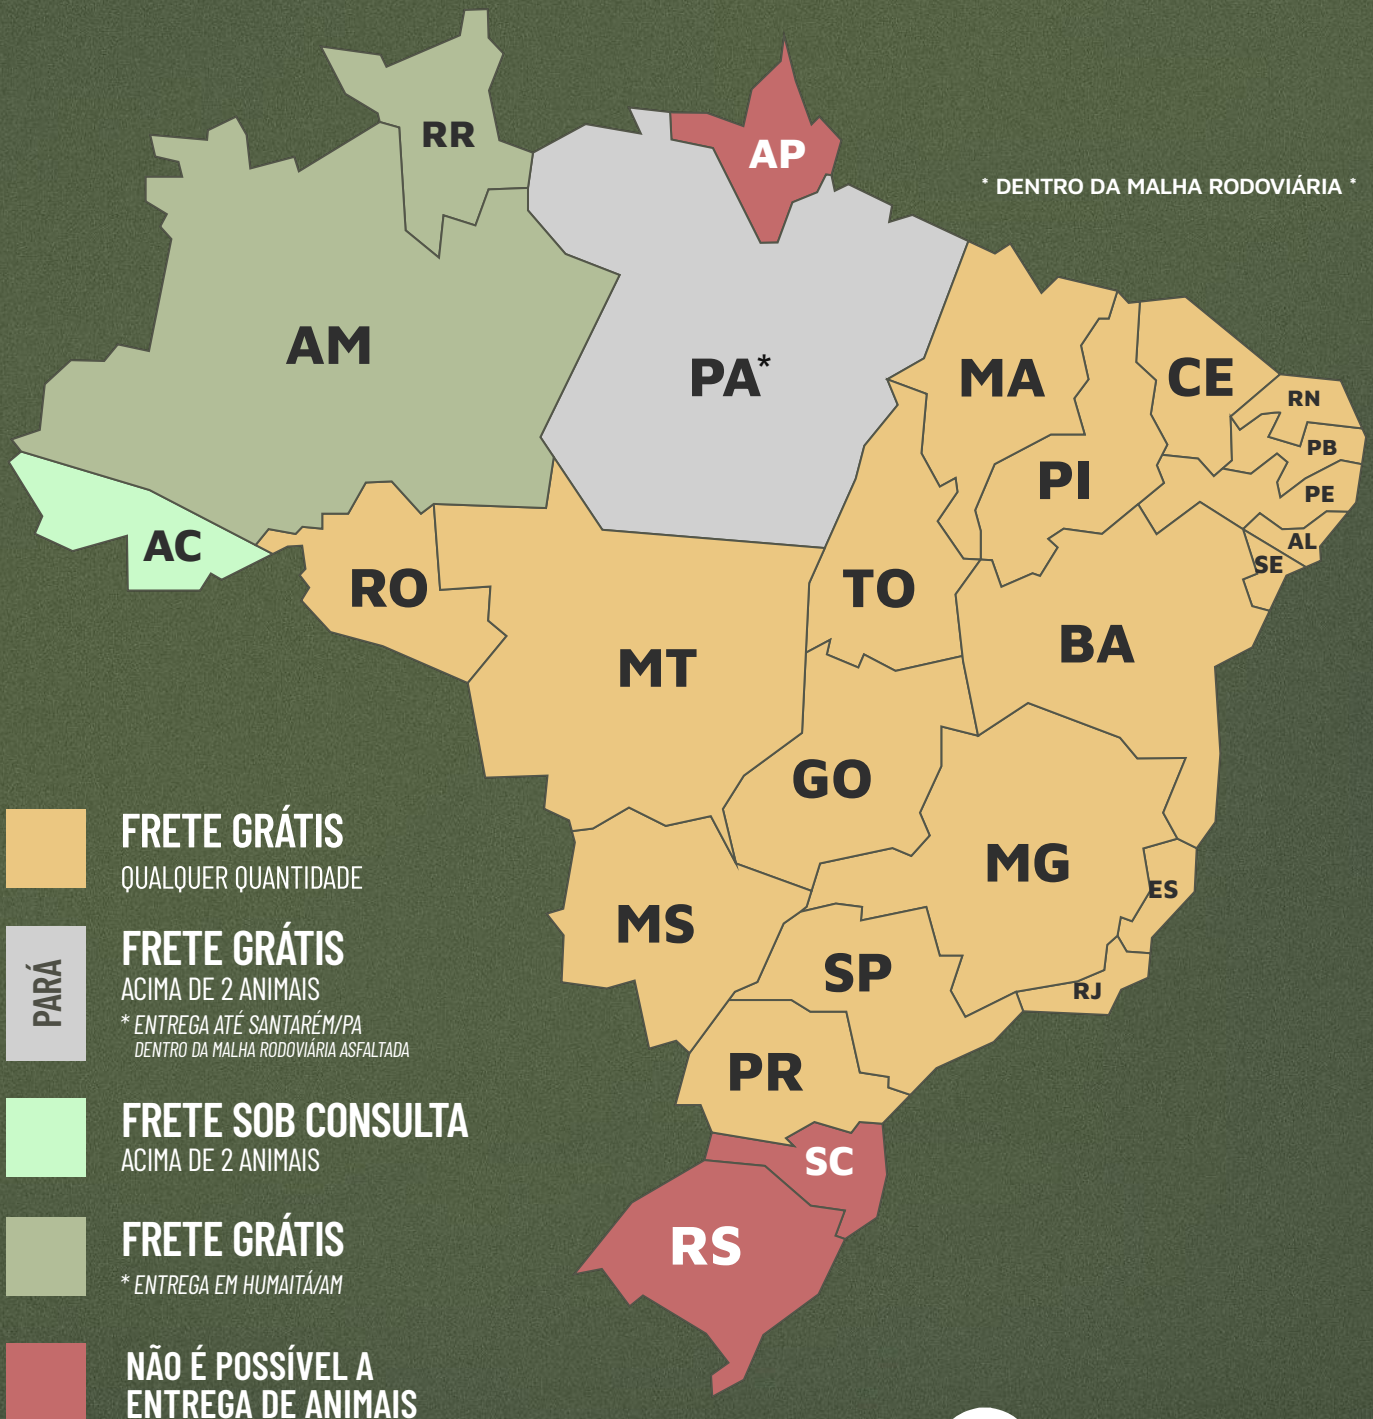 RR
AP
* DENTRO DA MALHA RODOVIÁRIA *
AM
PA*
MA
CE
RN
PB
PI
PE
AL
SE
AC
RO
TO
BA
MT
GO
MG
ES
MS
SP
RJ
PR
SC
RS
FRETE GRÁTIS
QUALQUER QUANTIDADE
PARÁ
FRETE GRÁTIS
ACIMA DE 2 ANIMAIS
* ENTREGA ATÉ SANTARÉM/PA
DENTRO DA MALHA RODOVIÁRIA ASFALTADA
FRETE SOB CONSULTA
ACIMA DE 2 ANIMAIS
FRETE GRÁTIS
* ENTREGA EM HUMAITÁ/AM
NÃO É POSSÍVEL A
ENTREGA DE ANIMAIS